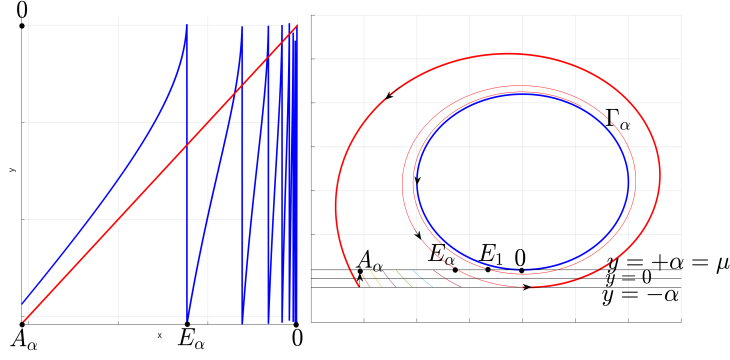 0
y
A_α
x
E_α
0
Γ_α
A_α
E_α
E_1
0
y = +α = μ
y = 0
y = −α